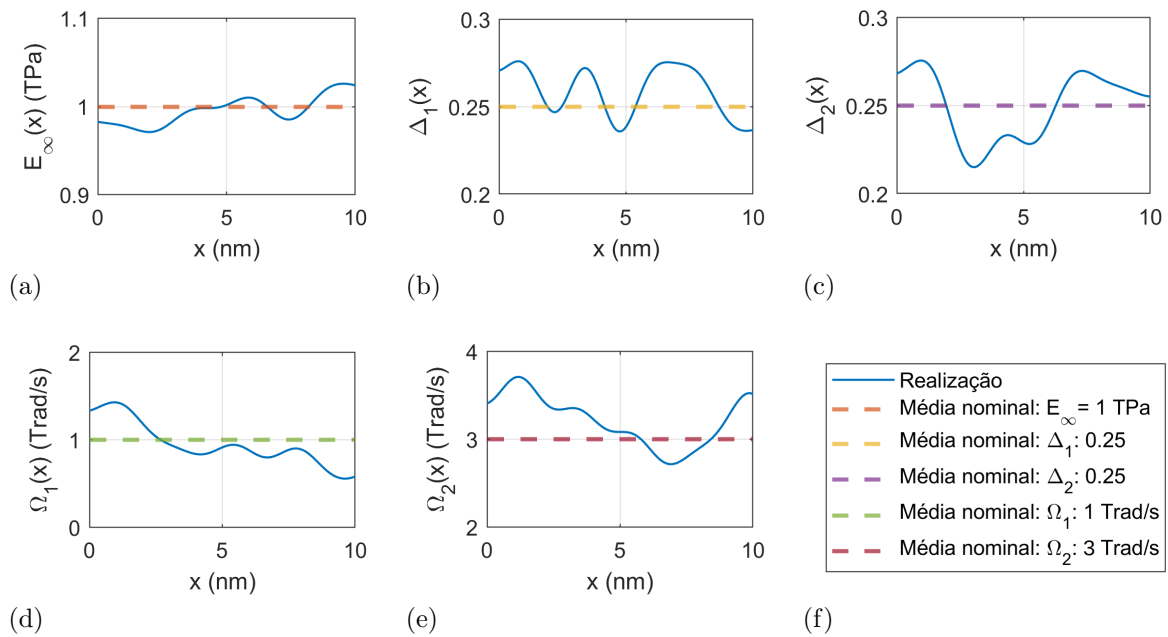 1.1
1
0.9
E∞(x) (TPa)
0
5
10
x (nm)
(a)
0.3
0.25
0.2
Δ1(x)
0
5
10
x (nm)
(b)
0.3
0.25
0.2
Δ2(x)
0
5
10
x (nm)
(c)
2
1
0
Ω1(x) (Trad/s)
0
5
10
x (nm)
(d)
4
3
2
Ω2(x) (Trad/s)
0
5
10
x (nm)
(e)
Realização
Média nominal: E∞= 1 TPa
Média nominal: Δ1: 0.25
Média nominal: Δ2: 0.25
Média nominal: Ω1: 1 Trad/s
Média nominal: Ω2: 3 Trad/s
(f)